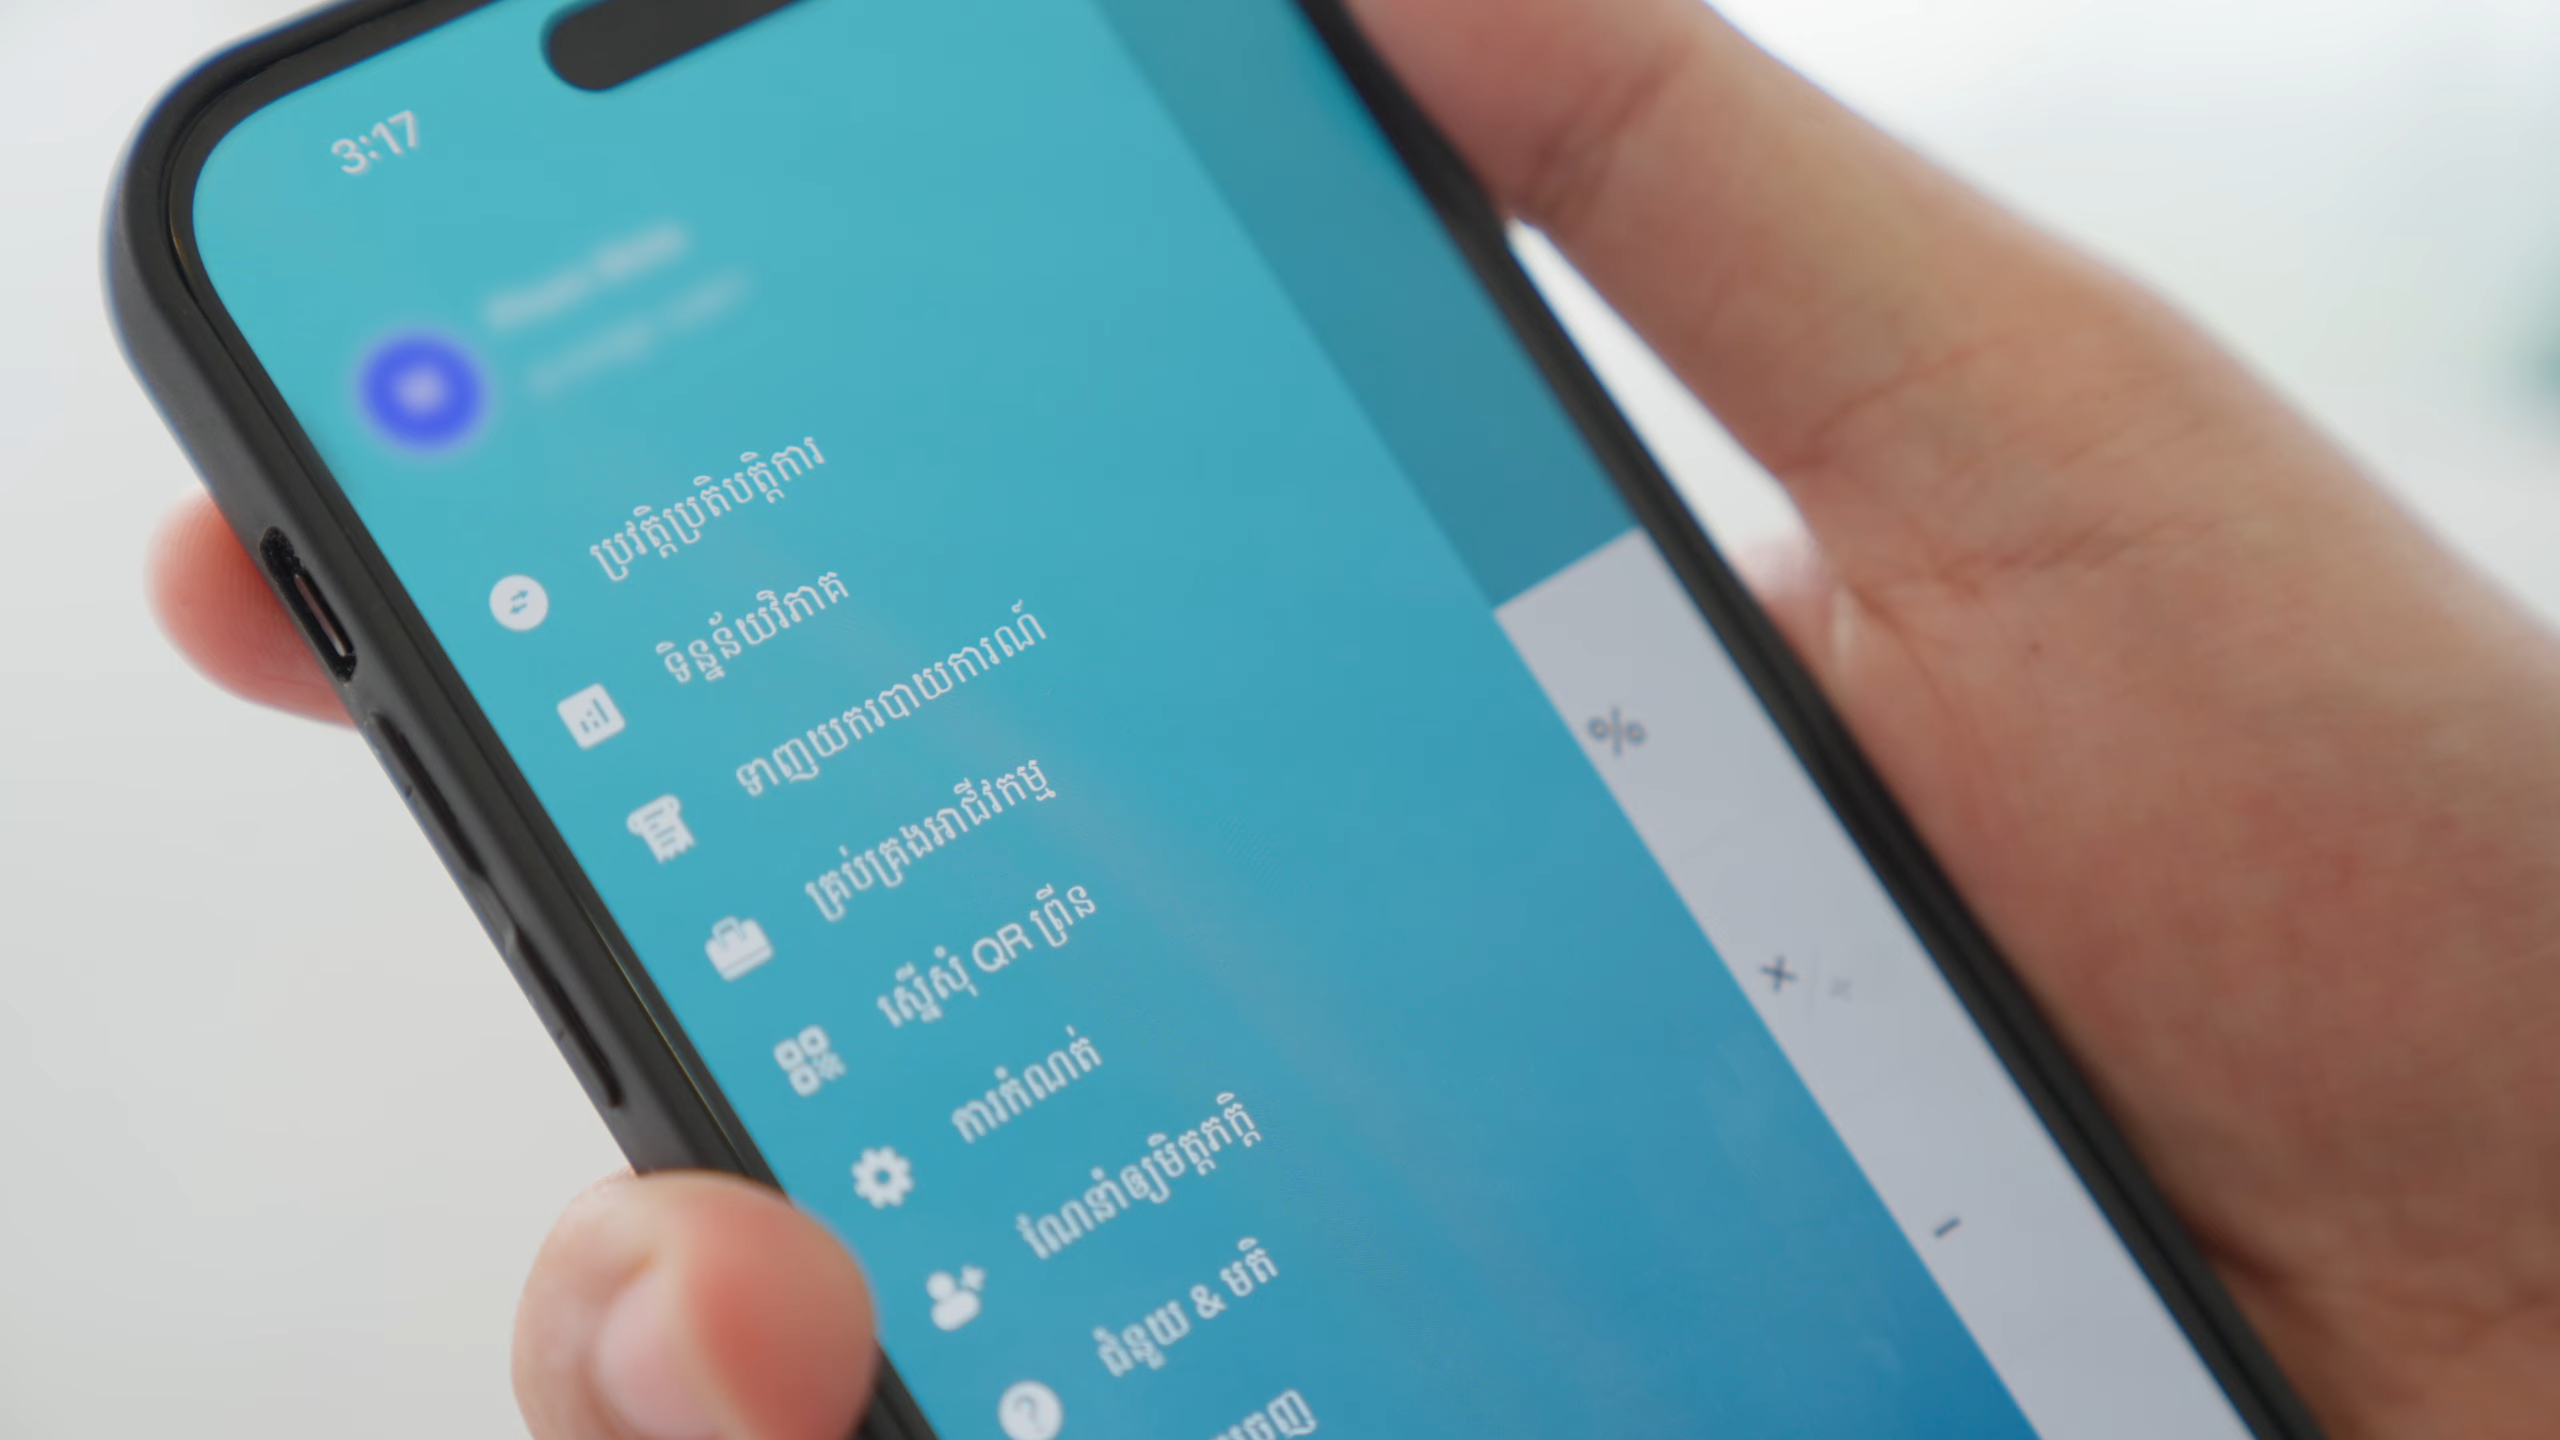 3:17
ប្រវត្តិប្រតិបត្តិការ
ទិន្នន័យវិភាគ
ទាញយករបាយការណ៍
គ្រប់គ្រងអាជីវកម្ម
ស្នើសុំ QR ព្រីន
ការកំណត់
ណែនាំឲ្យមិត្តភក្តិ
ជំនួយ & មតិ
%
+
-